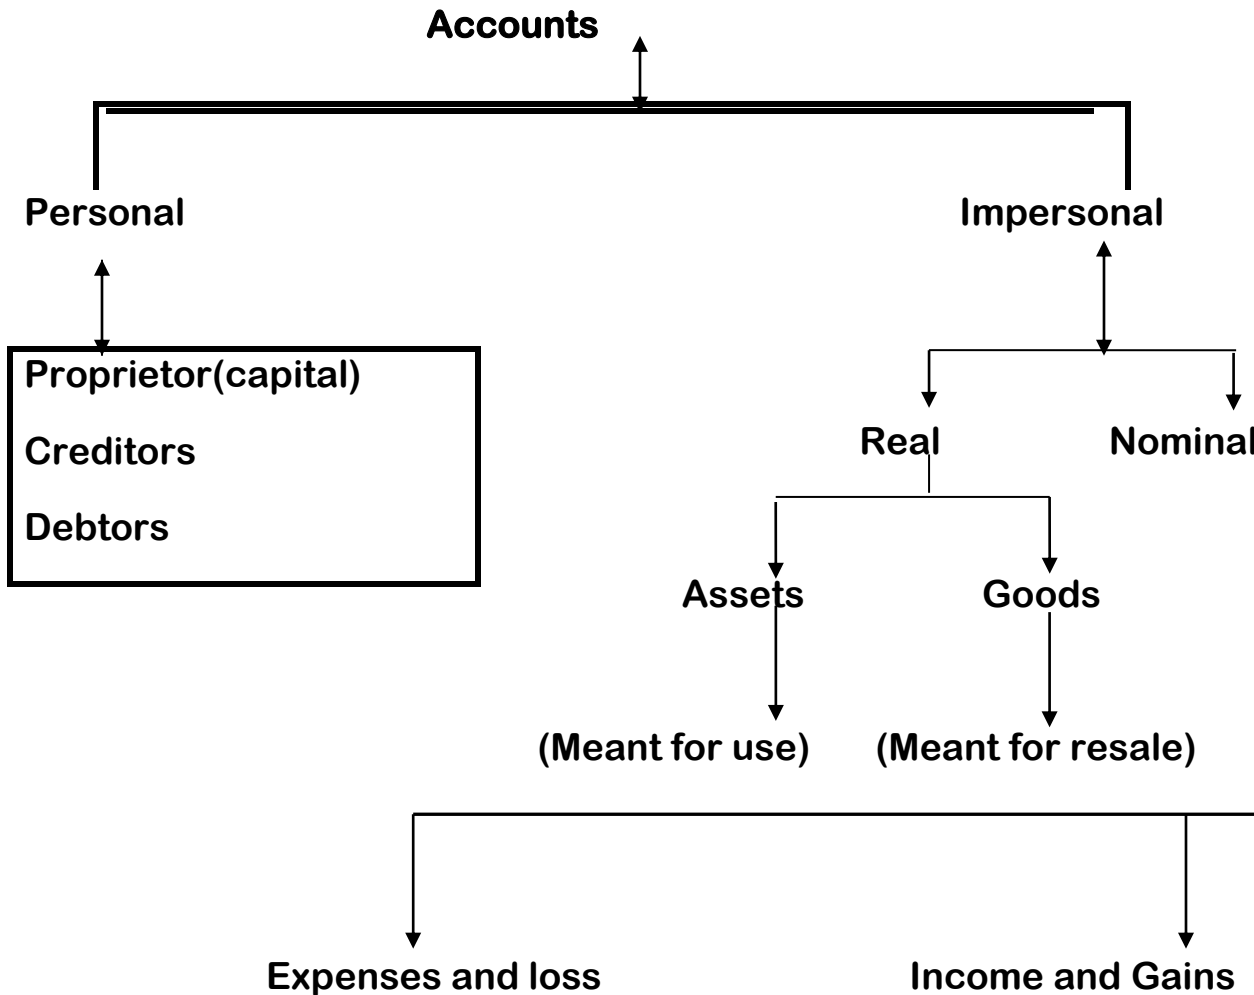 Accounts
Personal
Impersonal
Proprietor(capital)
Creditors
Debtors
Real
Nominal
Assets
Goods
(Meant for use)
(Meant for resale)
Expenses and loss
Income and Gains